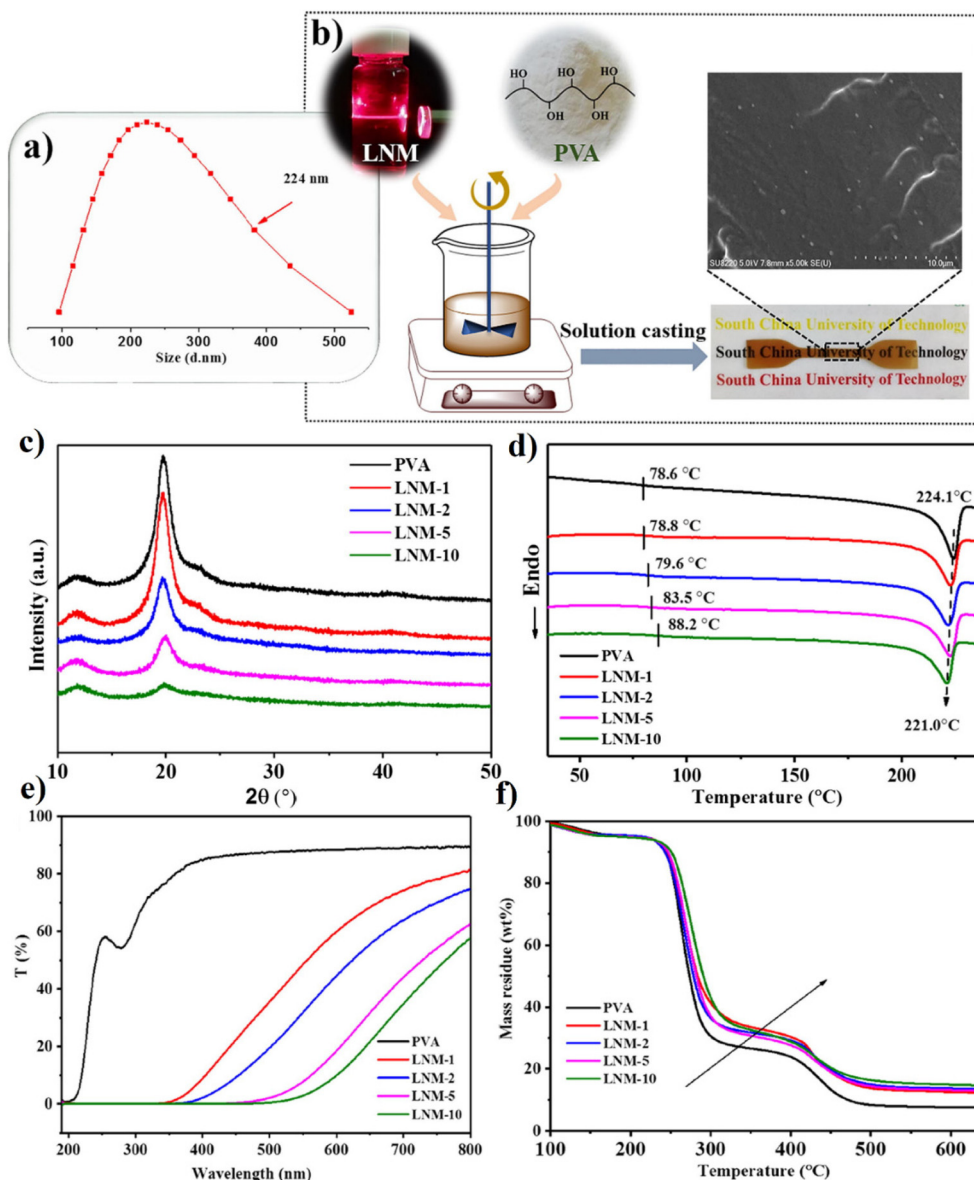 a)
224 nm
100 200 300 400 500
Size (d.nm)
b)
LNM
HO HO HO
OH OH
PVA
Solution casting
SU8220 5.0IV 7.8mm x5.00k SE(U) 10.0μm
South China University of Technology
South China University of Technology
South China University of Technology
c)
PVA
LNM-1
LNM-2
LNM-5
LNM-10
Intensity (a.u.)
10 20 30 40 50
2θ (°)
d)
78.6 °C
224.1°C
78.8 °C
79.6 °C
83.5 °C
88.2 °C
Endo
PVA
LNM-1
LNM-2
LNM-5
LNM-10
221.0°C
50 100 150 200
Temperature (°C)
e)
100
80
60
40
20
0
T (%)
PVA
LNM-1
LNM-2
LNM-5
LNM-10
200 300 400 500 600 700 800
Wavelength (nm)
f)
100
80
60
40
20
0
Mass residue (wt%)
PVA
LNM-1
LNM-2
LNM-5
LNM-10
100 200 300 400 500 600
Temperature (°C)